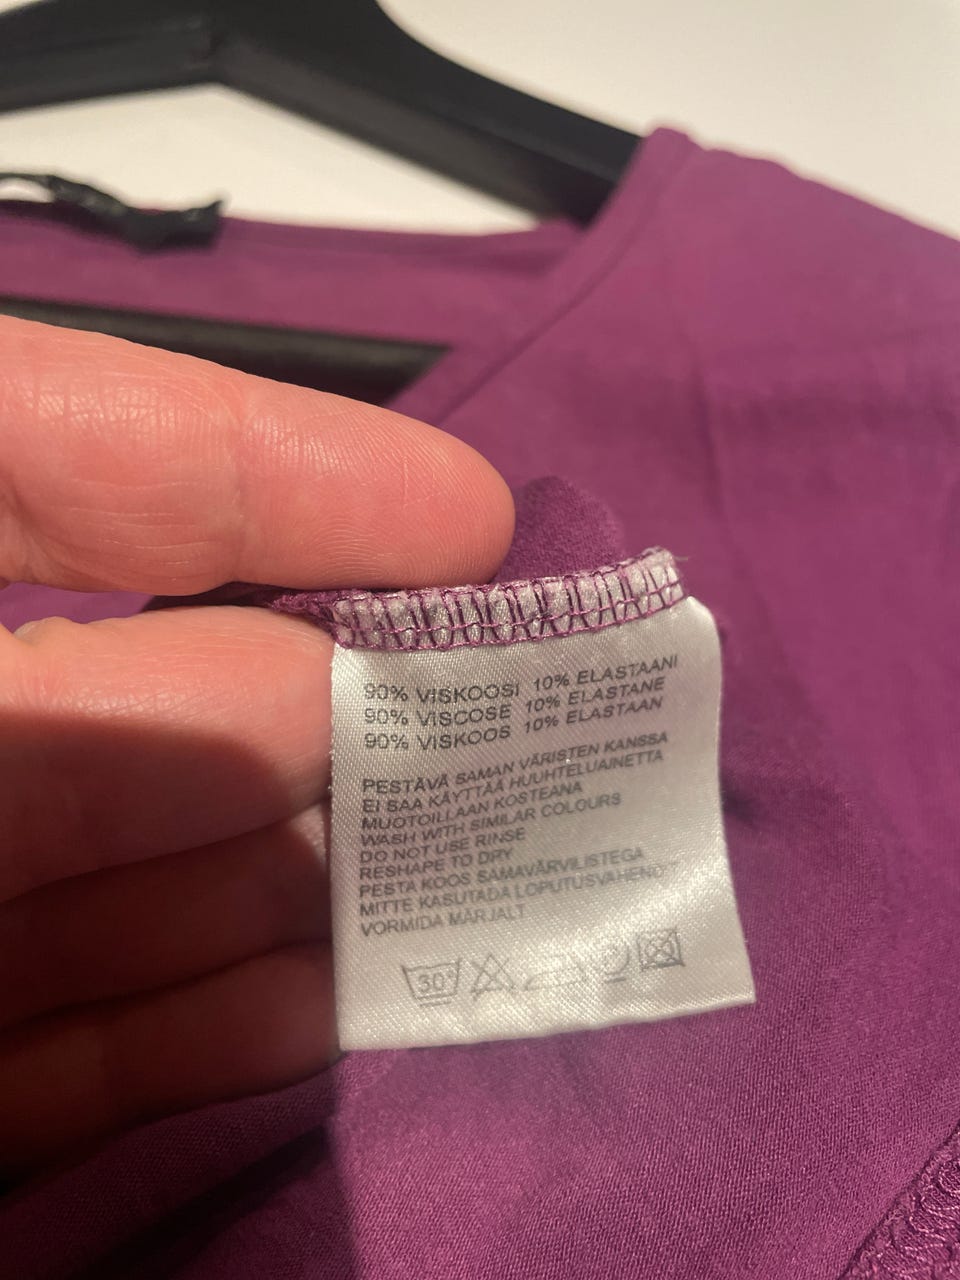 90% VISKOOSI 10% ELASTAANI
90% VISCOSE 10% ELASTANE
90% VISKOOS 10% ELASTAAN
PESTÄVÄ SAMAN VÄRISTEN KANSSA
EI SAA KÄYTTÄÄ HUUHTELUAINETTA
MUOTOILLAAN KOSTEANA
WASH WITH SIMILAR COLOURS
DO NOT USE RINSE
RESHAPE TO DRY
PESTA KOOS SAMAVÄRVILISTEGA
MITTE KASUTADA LOPUTUSVAHEND
VORMIDA MÄRJALT
30°